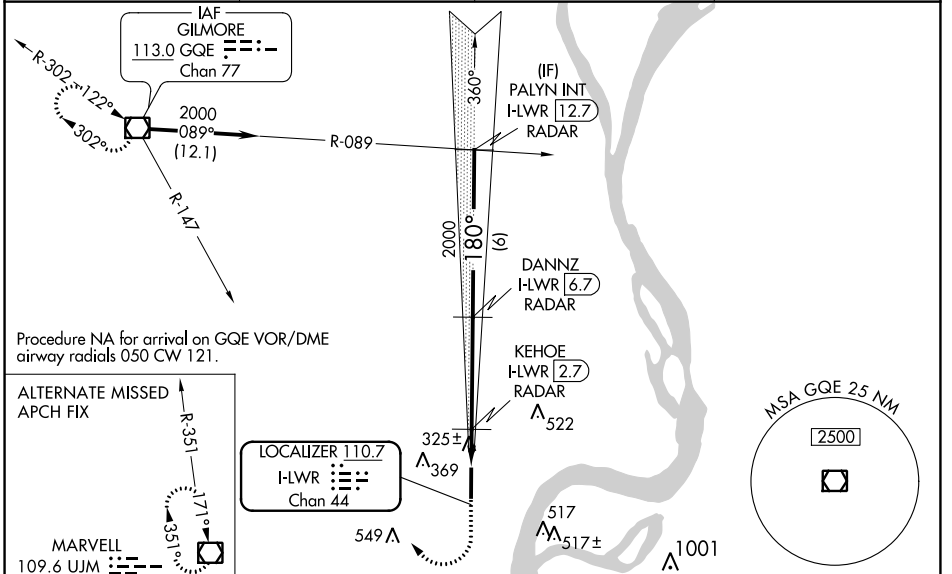 IAF
GILMORE
113.0 GQE
Chan 77
R-302
122°
302°
2000
089°
(12.1)
R-089
R-147
360°
(IF)
PALYN INT
I-LWR 12.7
RADAR
2000
180°
(6)
DANNZ
I-LWR 6.7
RADAR
KEHOE
I-LWR 2.7
RADAR
522
325±
369
Procedure NA for arrival on GQE VOR/DME
airway radials 050 CW 121.
ALTERNATE MISSED
APCH FIX
R-351
171°
351°
MARVELL
109.6 UJM
LOCALIZER 110.7
I-LWR
Chan 44
549
517
517±
1001
MSA GQE 25 NM
2500